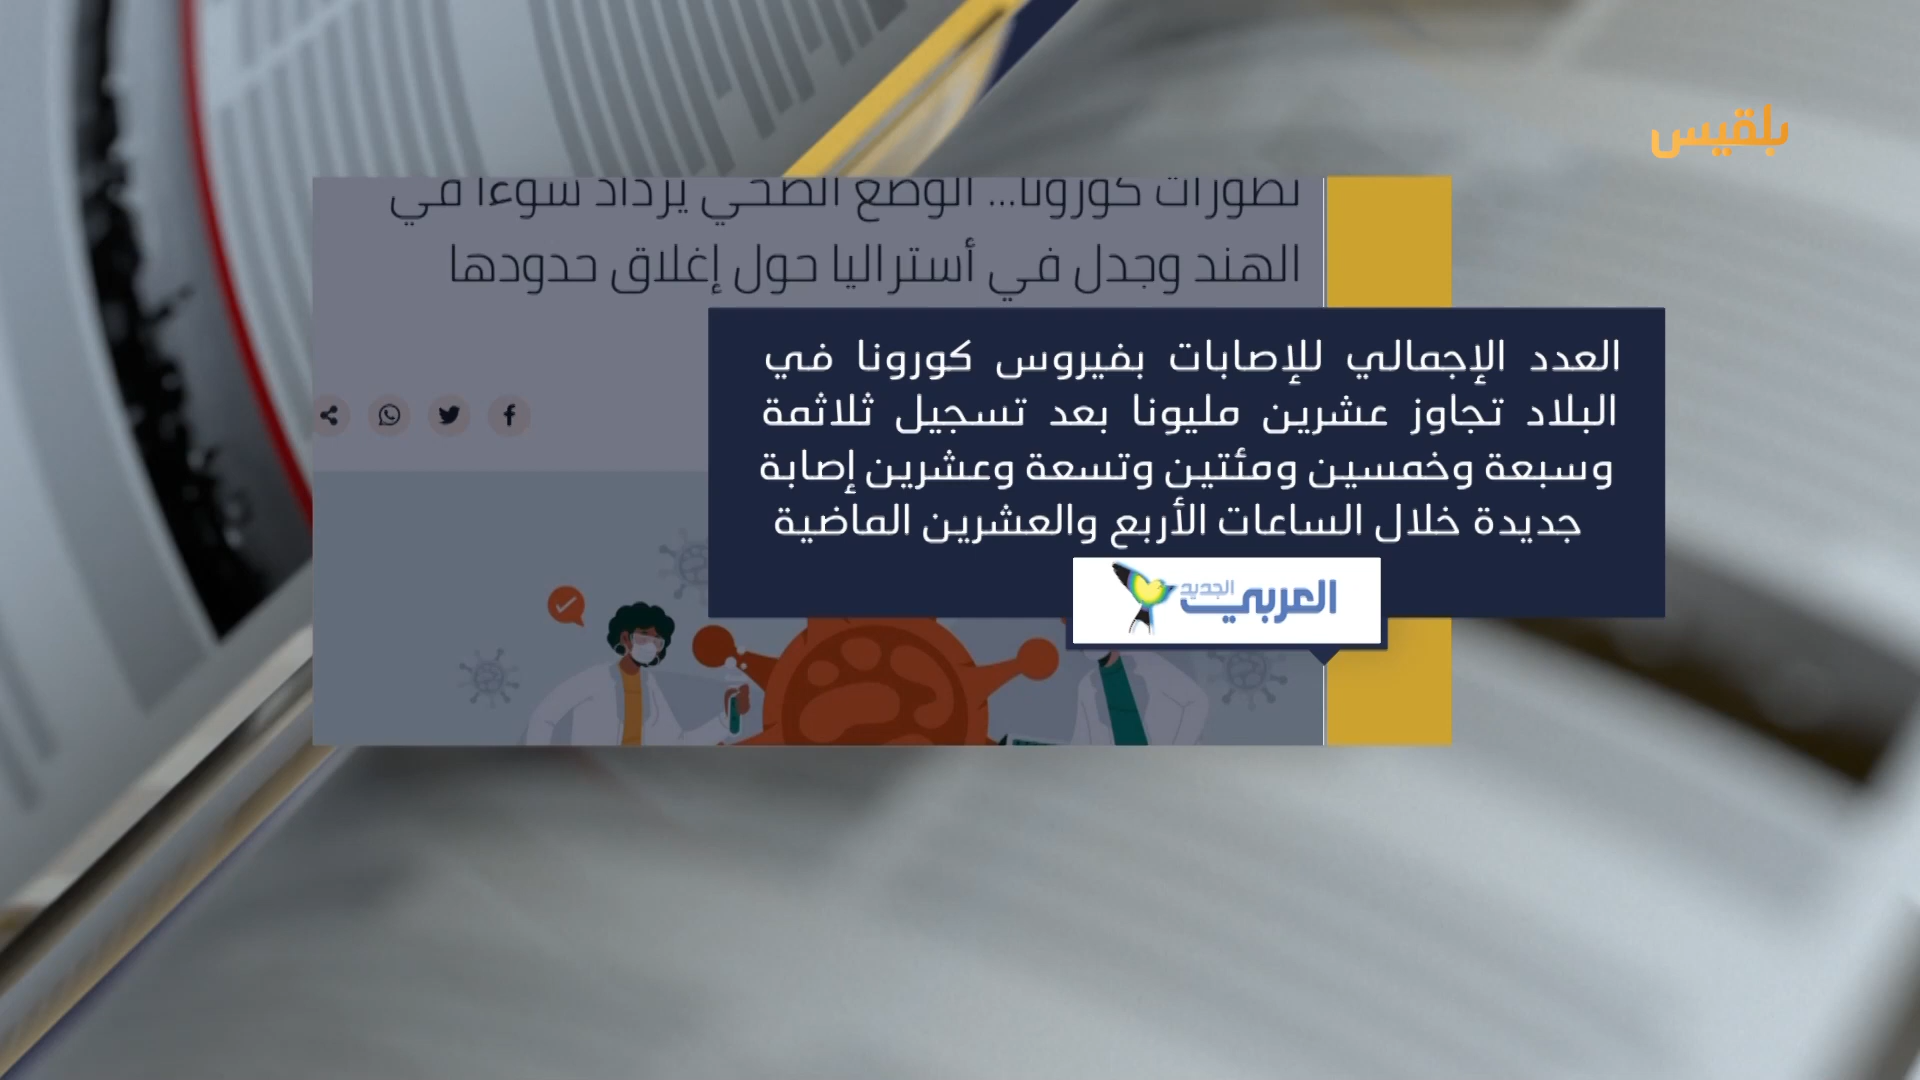 بلقيس
تطورات كورونا... الوضع الصحي يزداد سوءاً في
الهند وجدل في أستراليا حول إغلاق حدودها
العدد الإجمالي للإصابات بفيروس كورونا في
البلاد تجاوز عشرين مليونا بعد تسجيل ثلاثمة
وسبعة وخمسين ومئتين وتسعة وعشرين إصابة
جديدة خلال الساعات الأربع والعشرين الماضية
العربي الجديد